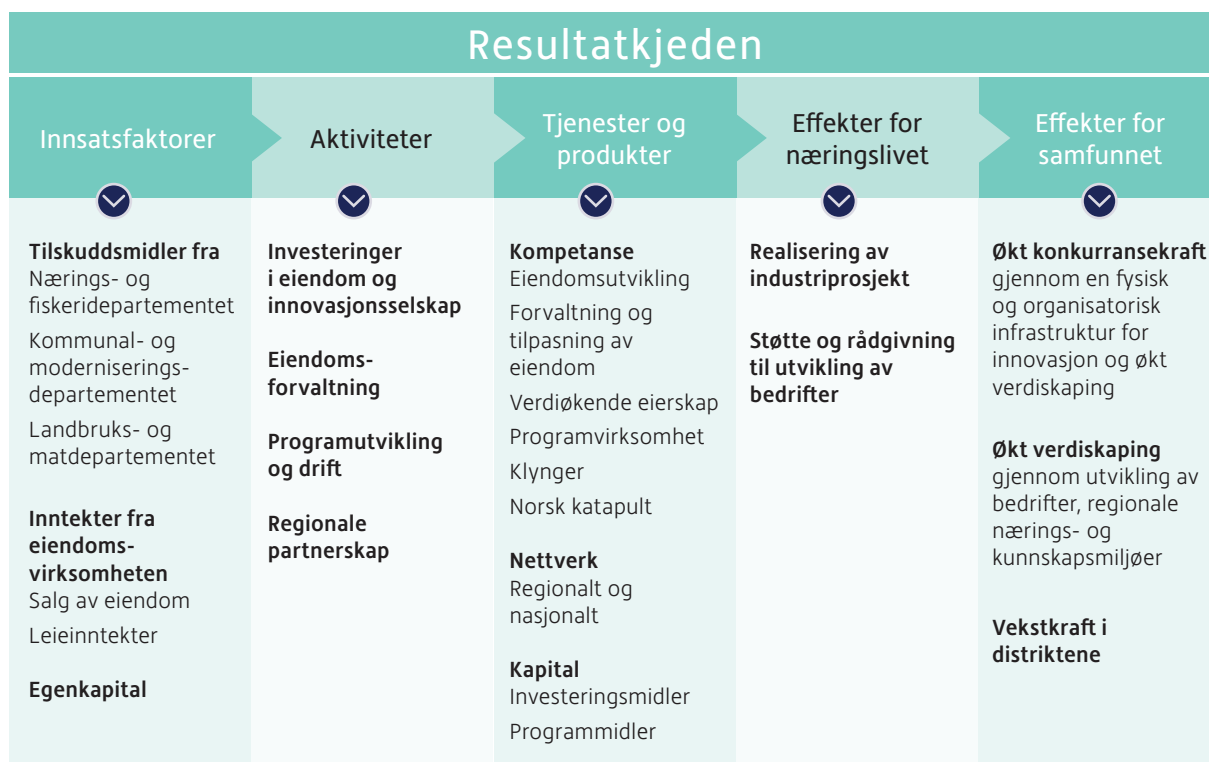 Resultatkjeden
Innsatsfaktorer
Aktiviteter
Tjenester og
produkter
Effekter for
næringslivet
Effekter for
samfunnet
Tilskuddsmidler fra
Nærings- og
fiskeridepartementet
Kommunal- og
moderniserings-
departementet
Landbruks- og
matdepartementet
Inntekter fra
eiendoms-
virksomheten
Salg av eiendom
Leieinntekter
Egenkapital
Investeringer
i eiendom og
innovasjonsselskap
Eiendoms-
forvaltning
Programutvikling
og drift
Regionale
partnerskap
Kompetanse
Eiendomsutvikling
Forvaltning og
tilpasning av
eiendom
Verdiøkende eierskap
Programvirksomhet
Klynger
Norsk katapult
Nettverk
Regionalt og
nasjonalt
Kapital
Investeringsmidler
Programmidler
Realisering av
industriprosjekt
Støtte og rådgivning
til utvikling av
bedrifter
Økt konkurransekraft
gjennom en fysisk
og organisatorisk
infrastruktur for
innovasjon og økt
verdiskaping
Økt verdiskaping
gjennom utvikling av
bedrifter, regionale
nærings- og
kunnskapsmiljøer
Vekstkraft i
distriktene